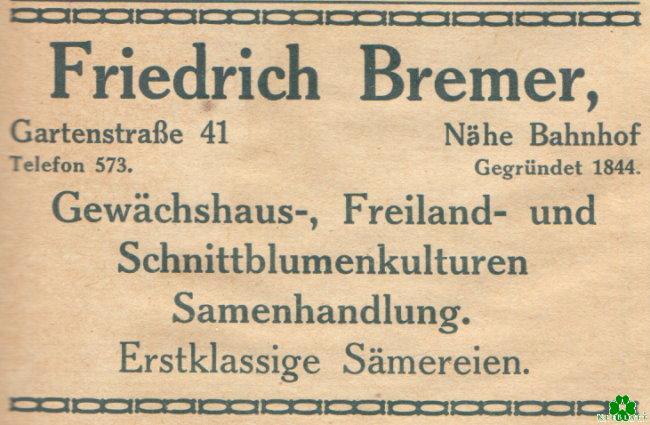 Friedrich Bremer,
Gartenstraße 41 Nähe Bahnhof
Telefon 573. Gegründet 1844.
Gewächshaus-, Freiland- und
Schnittblumenkulturen
Samenhandlung.
Erstklassige Sämereien.